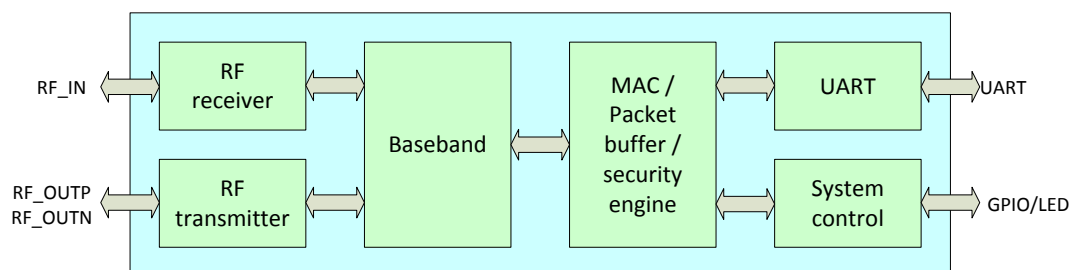 RF_IN
RF
receiver
RF_OUTP
RF_OUTN
RF
transmitter
Baseband
MAC /
Packet
buffer /
security
engine
UART
UART
System
control
GPIO/LED